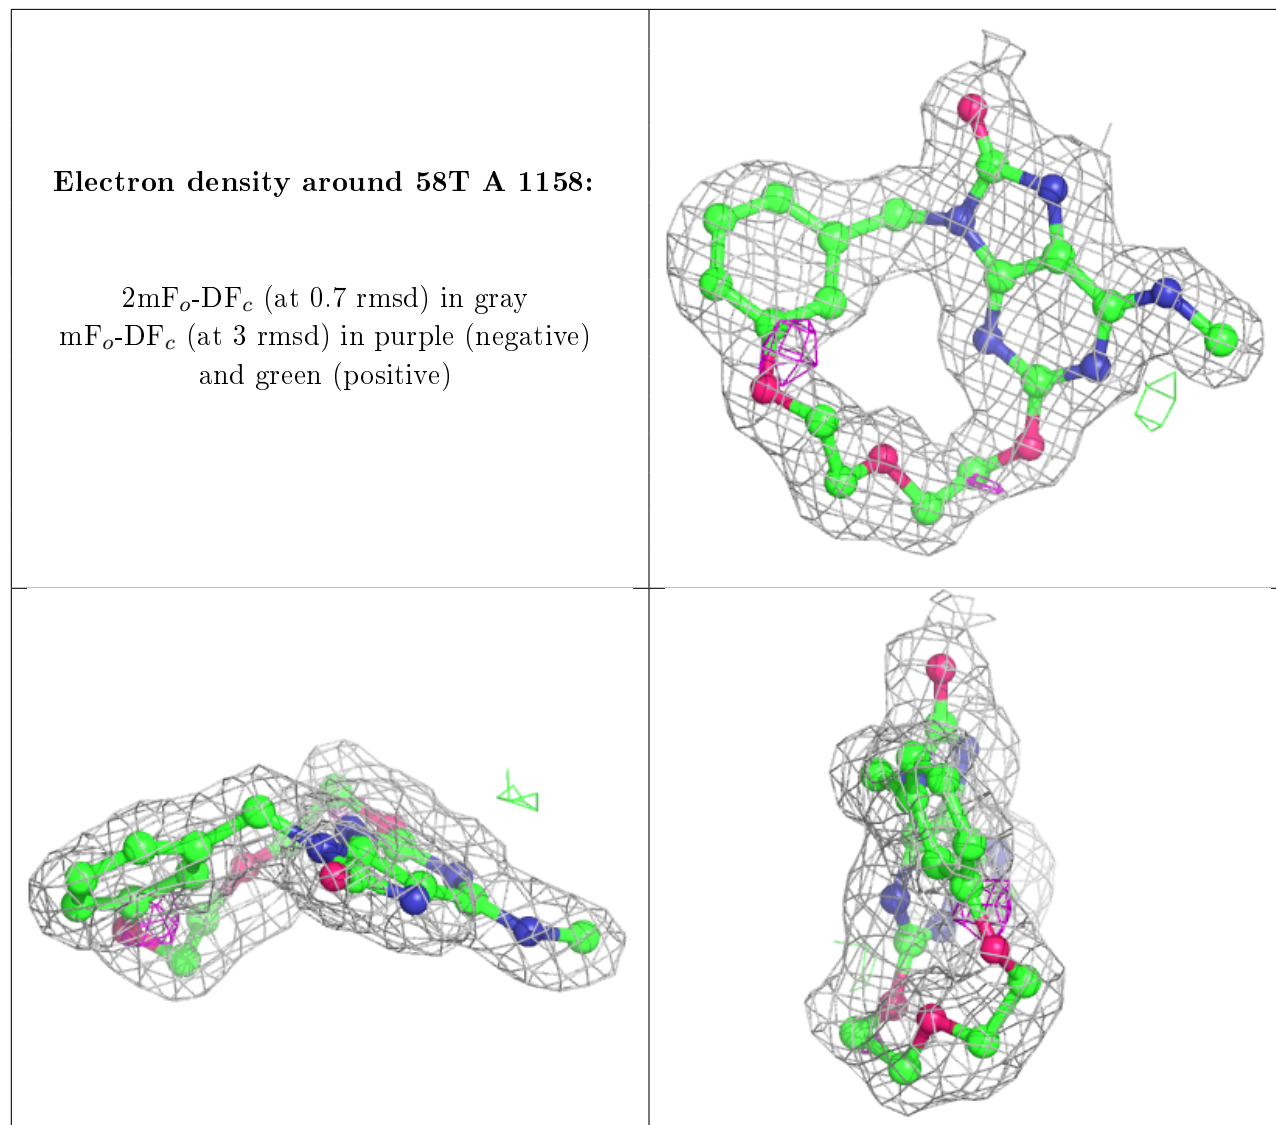 Electron density around 58T A 1158:
2mFₒ-DF𝒸 (at 0.7 rmsd) in gray
mFₒ-DF𝒸 (at 3 rmsd) in purple (negative)
and green (positive)